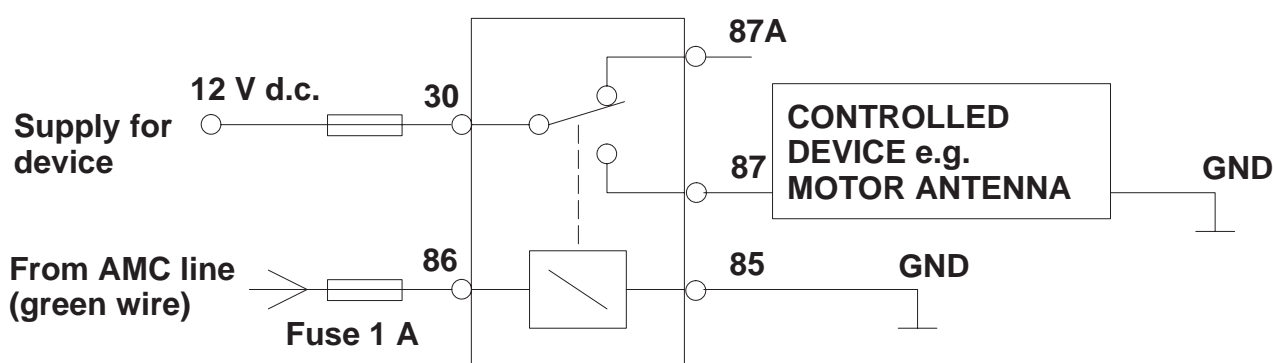 87A
12 V d.c.
30
Supply for
device
CONTROLLED
DEVICE e.g.
MOTOR ANTENNA
87
GND
From AMC line
(green wire)
86
85
GND
Fuse 1 A